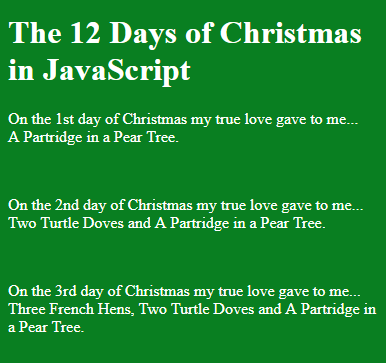 The 12 Days of Christmas
in JavaScript
On the 1st day of Christmas my true love gave to me...
A Partridge in a Pear Tree.
On the 2nd day of Christmas my true love gave to me...
Two Turtle Doves and A Partridge in a Pear Tree.
On the 3rd day of Christmas my true love gave to me...
Three French Hens, Two Turtle Doves and A Partridge in
a Pear Tree.